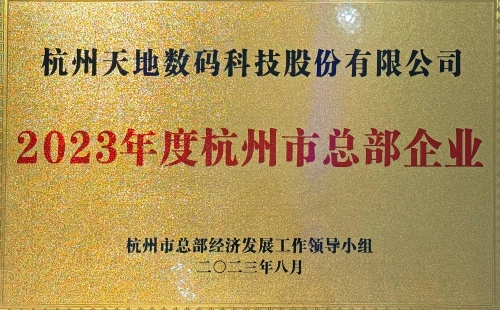 杭州天地数码科技股份有限公司
2023年度杭州市总部企业
杭州市总部经济发展工作领导小组
二〇二三年八月